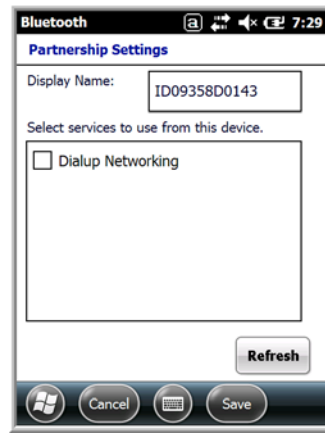 Bluetooth a 7:29
Partnership Settings
Display Name: ID09358D0143
Select services to use from this device.
Dialup Networking
Refresh
Cancel Save